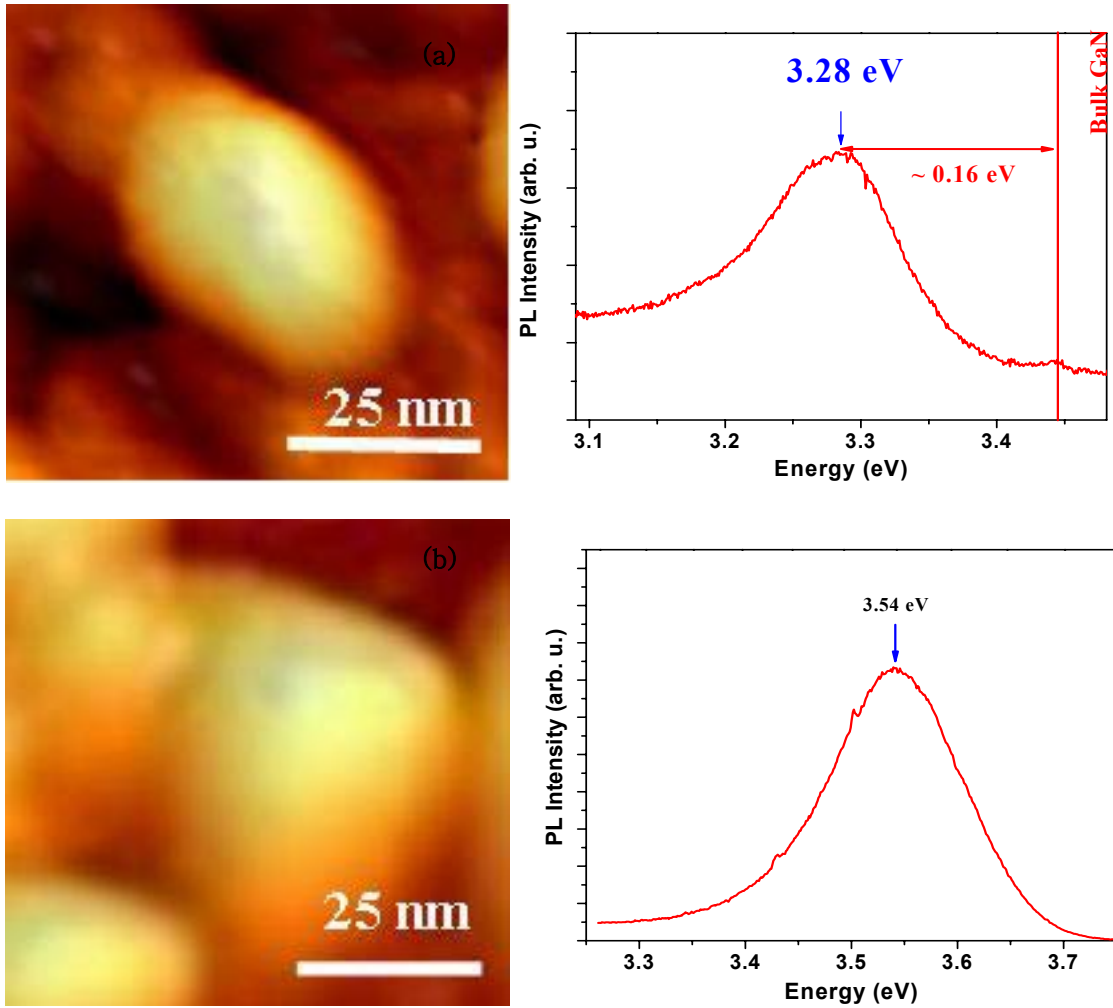 (a)
25 nm
3.28 eV
~ 0.16 eV
Bulk GaN
PL Intensity (arb. u.)
3.1 3.2 3.3 3.4
Energy (eV)
(b)
25 nm
3.54 eV
PL Intensity (arb. u.)
3.3 3.4 3.5 3.6 3.7
Energy (eV)